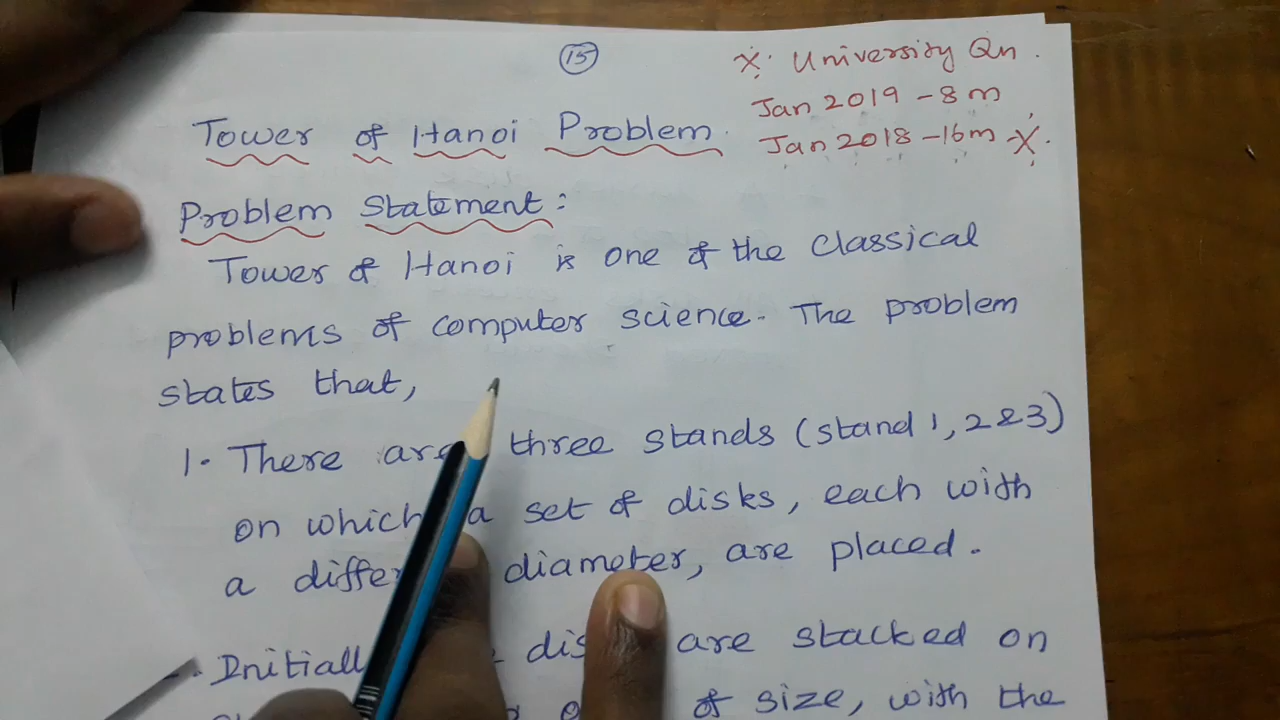 15
X. University Qn.
Jan 2019 - 8m
Tower of Hanoi Problem.
Jan 2018 - 16m X.
Problem Statement:
Tower of Hanoi is one of the Classical
problems of computer science. The problem
states that,
1. There are three stands (stand 1, 2 & 3)
on which a set of disks, each with
a diameter, are placed.
are stacked on
of size, with the